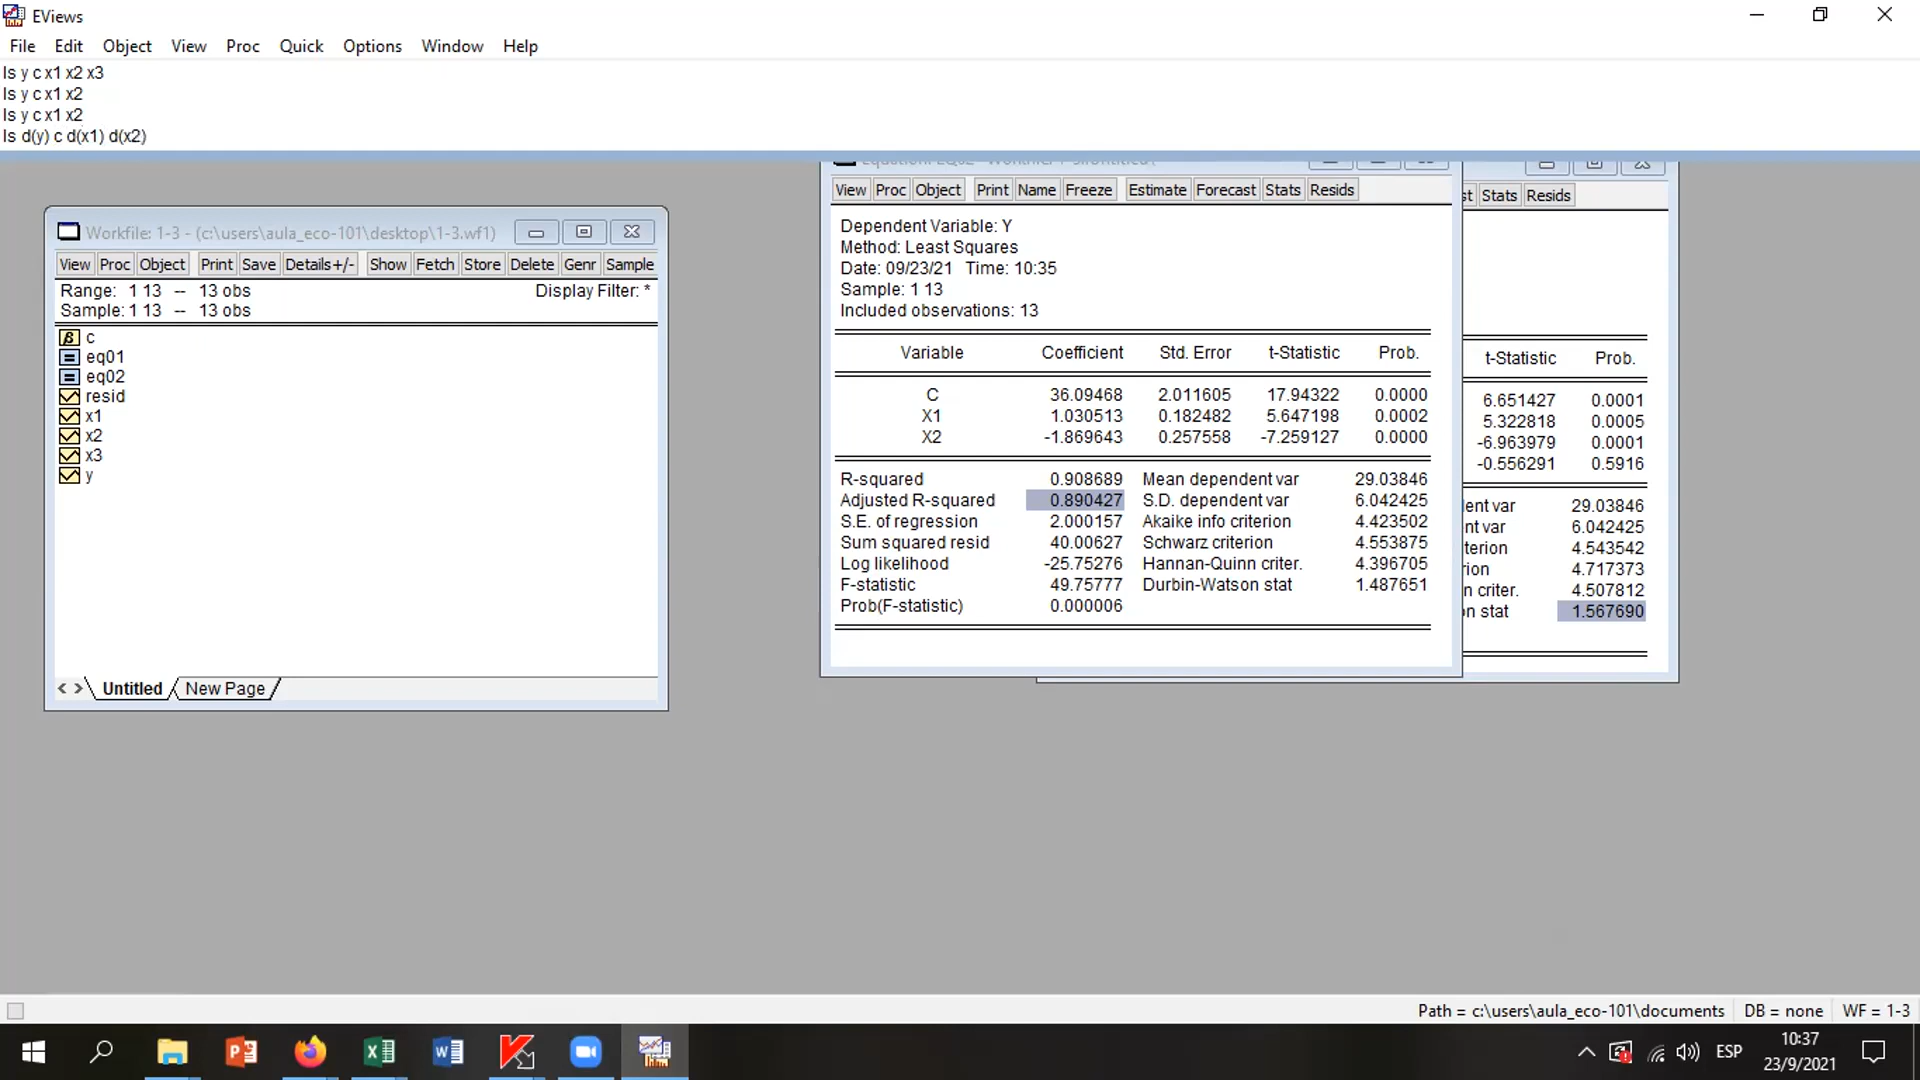 EViews
File Edit Object View Proc Quick Options Window Help
ls y c x1 x2 x3
ls y c x1 x2
ls y c x1 x2
ls d(y) c d(x1) d(x2)
Workfile: 1-3 - (c:\users\aula_eco-101\desktop\1-3.wf1)
View Proc Object Print Save Details+/- Show Fetch Store Delete Genr Sample
Range: 1 13 -- 13 obs Display Filter: *
Sample: 1 13 -- 13 obs
β c
= eq01
= eq02
resid
x1
x2
x3
y
< > Untitled New Page
View Proc Object Print Name Freeze Estimate Forecast Stats Resids
Dependent Variable: Y
Method: Least Squares
Date: 09/23/21 Time: 10:35
Sample: 1 13
Included observations: 13
Variable Coefficient Std. Error t-Statistic Prob.
C 36.09468 2.011605 17.94322 0.0000
X1 1.030513 0.182482 5.647198 0.0002
X2 -1.869643 0.257558 -7.259127 0.0000
R-squared 0.908689 Mean dependent var 29.03846
Adjusted R-squared 0.890427 S.D. dependent var 6.042425
S.E. of regression 2.000157 Akaike info criterion 4.423502
Sum squared resid 40.00627 Schwarz criterion 4.553875
Log likelihood -25.75276 Hannan-Quinn criter. 4.396705
F-statistic 49.75777 Durbin-Watson stat 1.487651
Prob(F-statistic) 0.000006
st Stats Resids
t-Statistic Prob.
6.651427 0.0001
5.322818 0.0005
-6.963979 0.0001
-0.556291 0.5916
ent var 29.03846
nt var 6.042425
terion 4.543542
rion 4.717373
n criter. 4.507812
n stat 1.567690
Path = c:\users\aula_eco-101\documents DB = none WF = 1-3
ESP
10:37
23/9/2021